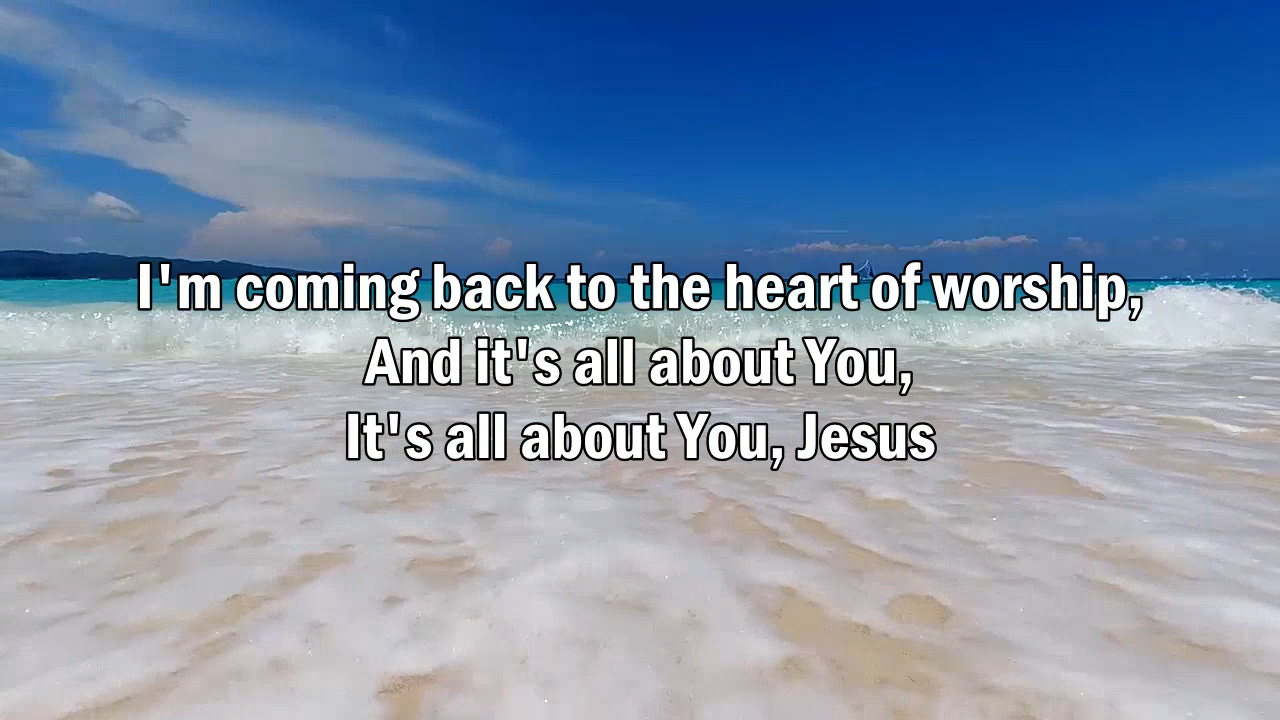 I'm coming back to the heart of worship,
And it's all about You,
It's all about You, Jesus